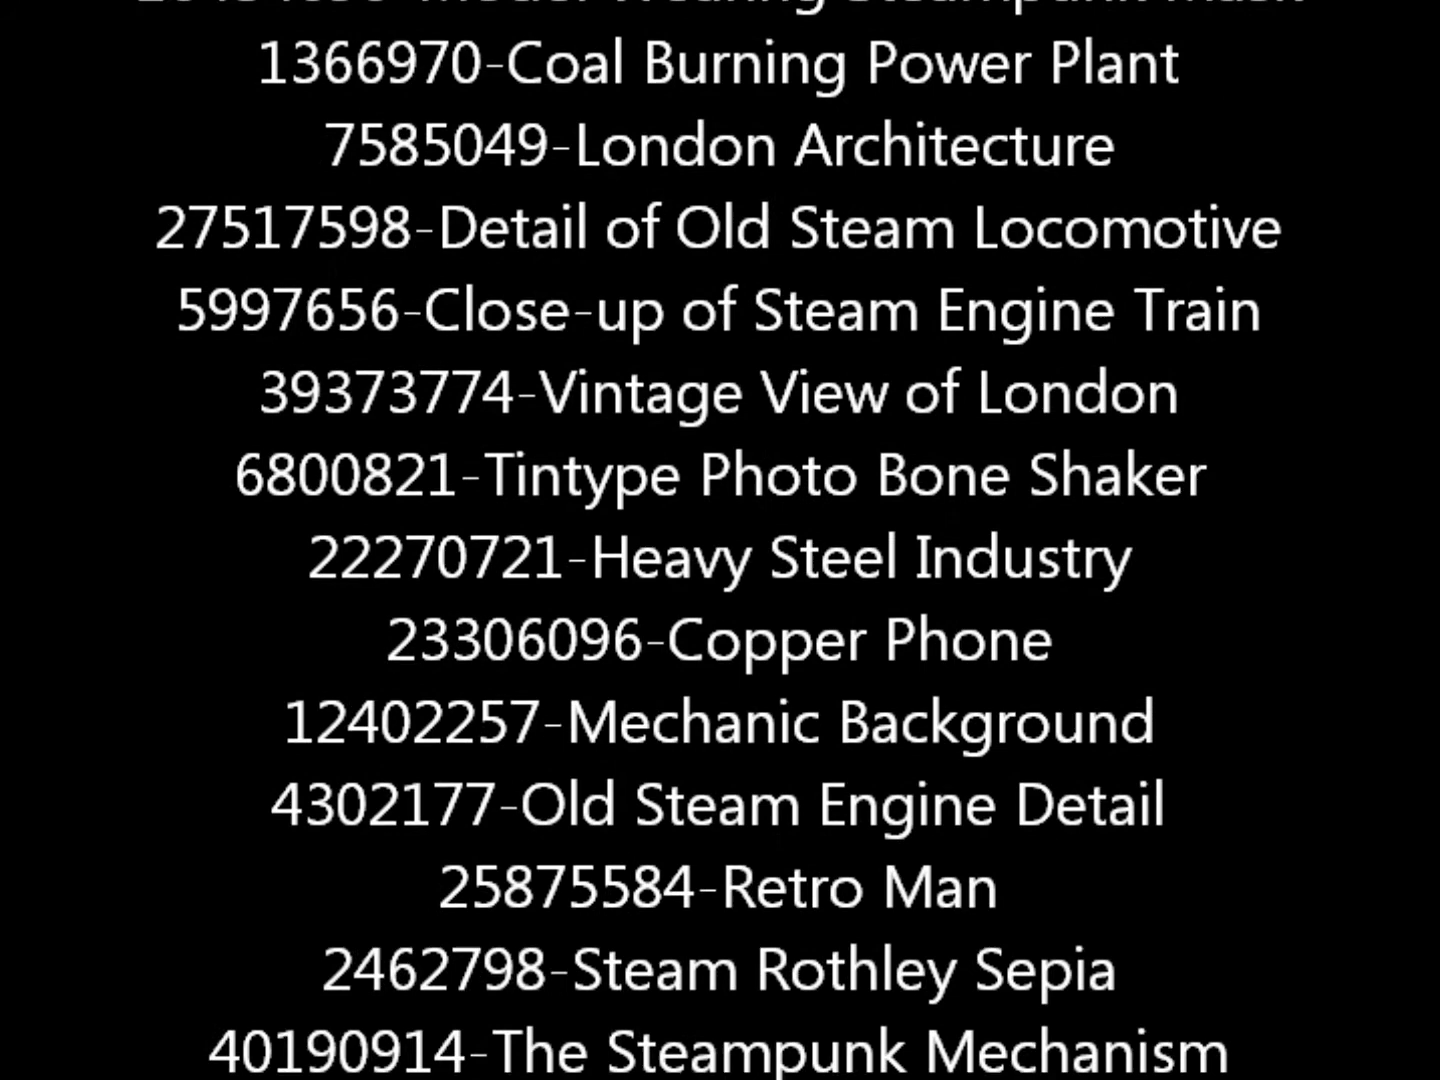 Wearing Steampunk Mask
1366970-Coal Burning Power Plant
7585049-London Architecture
27517598-Detail of Old Steam Locomotive
5997656-Close-up of Steam Engine Train
39373774-Vintage View of London
6800821-Tintype Photo Bone Shaker
22270721-Heavy Steel Industry
23306096-Copper Phone
12402257-Mechanic Background
4302177-Old Steam Engine Detail
25875584-Retro Man
2462798-Steam Rothley Sepia
40190914-The Steampunk Mechanism